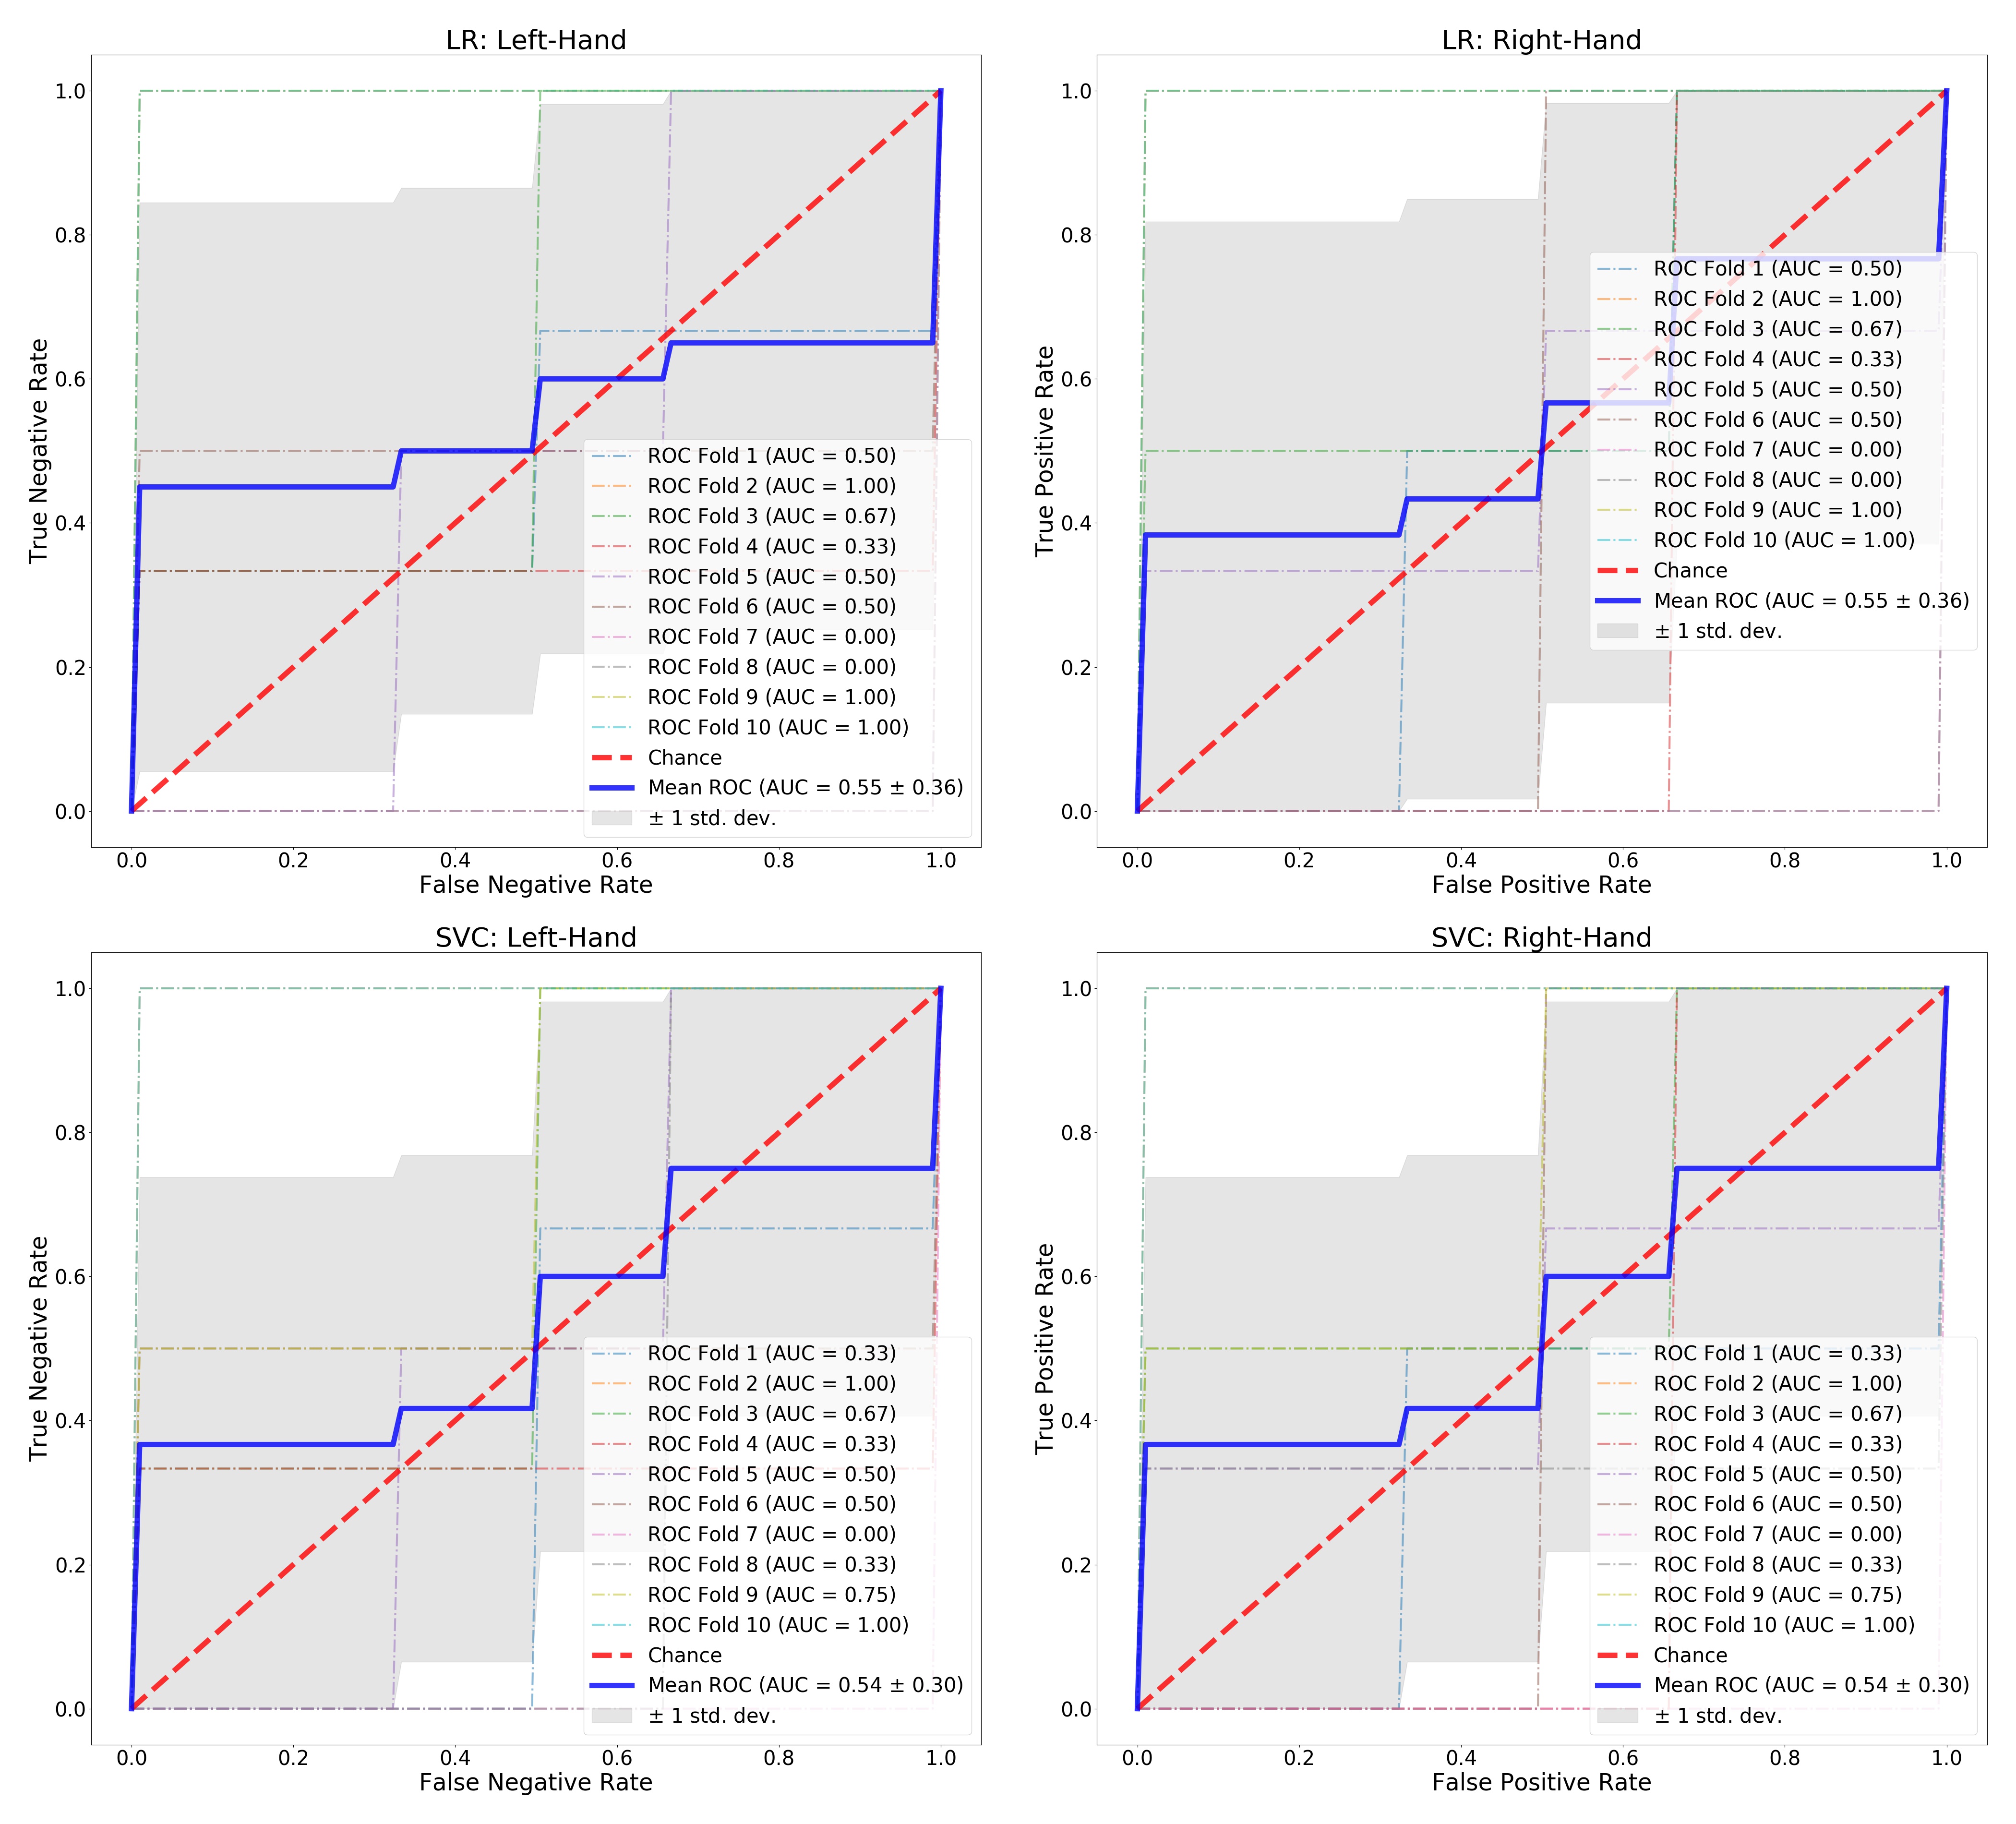 LR: Left-Hand
True Negative Rate
1.0
0.8
0.6
0.4
0.2
0.0
ROC Fold 1 (AUC = 0.50)
ROC Fold 2 (AUC = 1.00)
ROC Fold 3 (AUC = 0.67)
ROC Fold 4 (AUC = 0.33)
ROC Fold 5 (AUC = 0.50)
ROC Fold 6 (AUC = 0.50)
ROC Fold 7 (AUC = 0.00)
ROC Fold 8 (AUC = 0.00)
ROC Fold 9 (AUC = 1.00)
ROC Fold 10 (AUC = 1.00)
Chance
Mean ROC (AUC = 0.55 ± 0.36)
± 1 std. dev.
0.0 0.2 0.4 0.6 0.8 1.0
False Negative Rate
LR: Right-Hand
True Positive Rate
1.0
0.8
0.6
0.4
0.2
0.0
ROC Fold 1 (AUC = 0.50)
ROC Fold 2 (AUC = 1.00)
ROC Fold 3 (AUC = 0.67)
ROC Fold 4 (AUC = 0.33)
ROC Fold 5 (AUC = 0.50)
ROC Fold 6 (AUC = 0.50)
ROC Fold 7 (AUC = 0.00)
ROC Fold 8 (AUC = 0.00)
ROC Fold 9 (AUC = 1.00)
ROC Fold 10 (AUC = 1.00)
Chance
Mean ROC (AUC = 0.55 ± 0.36)
± 1 std. dev.
0.0 0.2 0.4 0.6 0.8 1.0
False Positive Rate
SVC: Left-Hand
True Negative Rate
1.0
0.8
0.6
0.4
0.2
0.0
ROC Fold 1 (AUC = 0.33)
ROC Fold 2 (AUC = 1.00)
ROC Fold 3 (AUC = 0.67)
ROC Fold 4 (AUC = 0.33)
ROC Fold 5 (AUC = 0.50)
ROC Fold 6 (AUC = 0.50)
ROC Fold 7 (AUC = 0.00)
ROC Fold 8 (AUC = 0.33)
ROC Fold 9 (AUC = 0.75)
ROC Fold 10 (AUC = 1.00)
Chance
Mean ROC (AUC = 0.54 ± 0.30)
± 1 std. dev.
0.0 0.2 0.4 0.6 0.8 1.0
False Negative Rate
SVC: Right-Hand
True Positive Rate
1.0
0.8
0.6
0.4
0.2
0.0
ROC Fold 1 (AUC = 0.33)
ROC Fold 2 (AUC = 1.00)
ROC Fold 3 (AUC = 0.67)
ROC Fold 4 (AUC = 0.33)
ROC Fold 5 (AUC = 0.50)
ROC Fold 6 (AUC = 0.50)
ROC Fold 7 (AUC = 0.00)
ROC Fold 8 (AUC = 0.33)
ROC Fold 9 (AUC = 0.75)
ROC Fold 10 (AUC = 1.00)
Chance
Mean ROC (AUC = 0.54 ± 0.30)
± 1 std. dev.
0.0 0.2 0.4 0.6 0.8 1.0
False Positive Rate